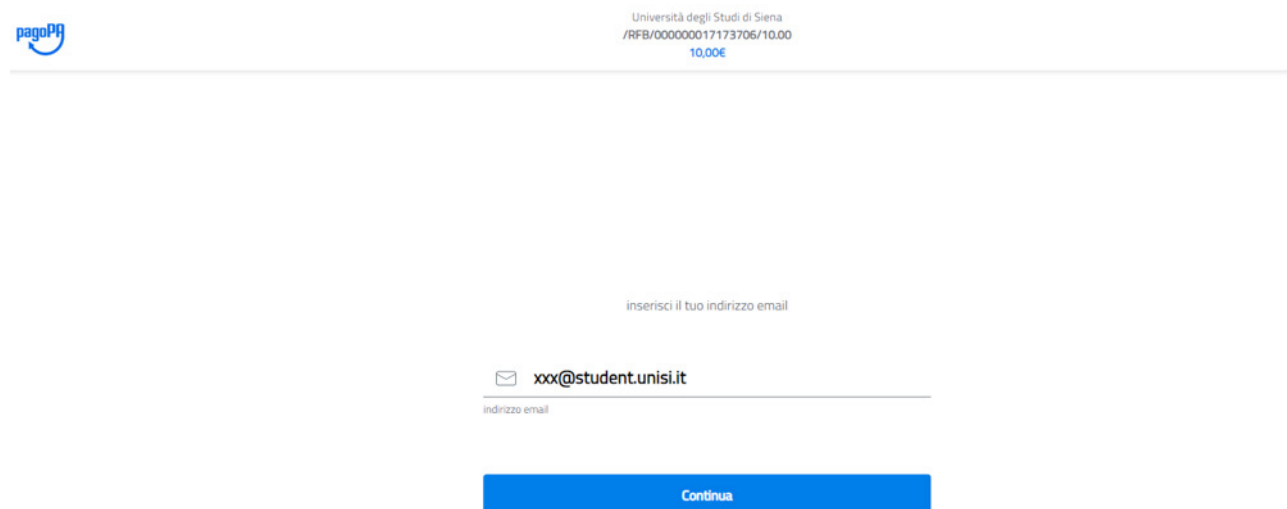 pagoPA
Università degli Studi di Siena
/RFB/000000017173706/10.00
10,00€
inserisci il tuo indirizzo email
xxx@student.unisi.it
indirizzo email
Continua